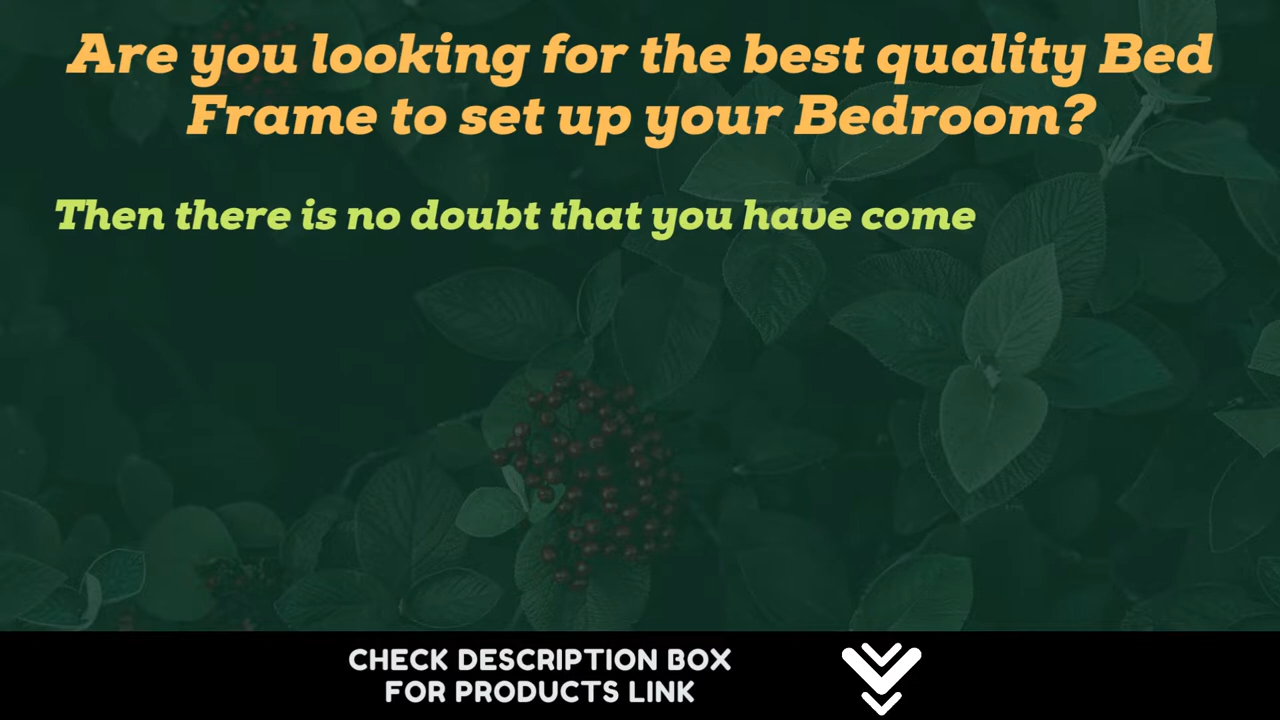 Are you looking for the best quality Bed
Frame to set up your Bedroom?
Then there is no doubt that you have come
CHECK DESCRIPTION BOX
FOR PRODUCTS LINK